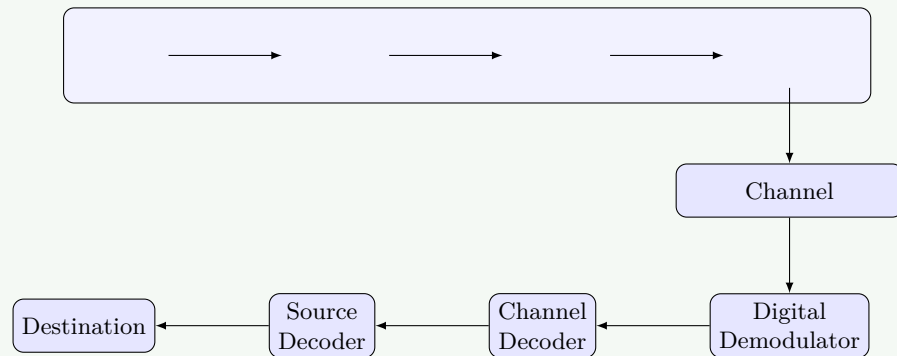 Channel
Destination
Source
Decoder
Channel
Decoder
Digital
Demodulator